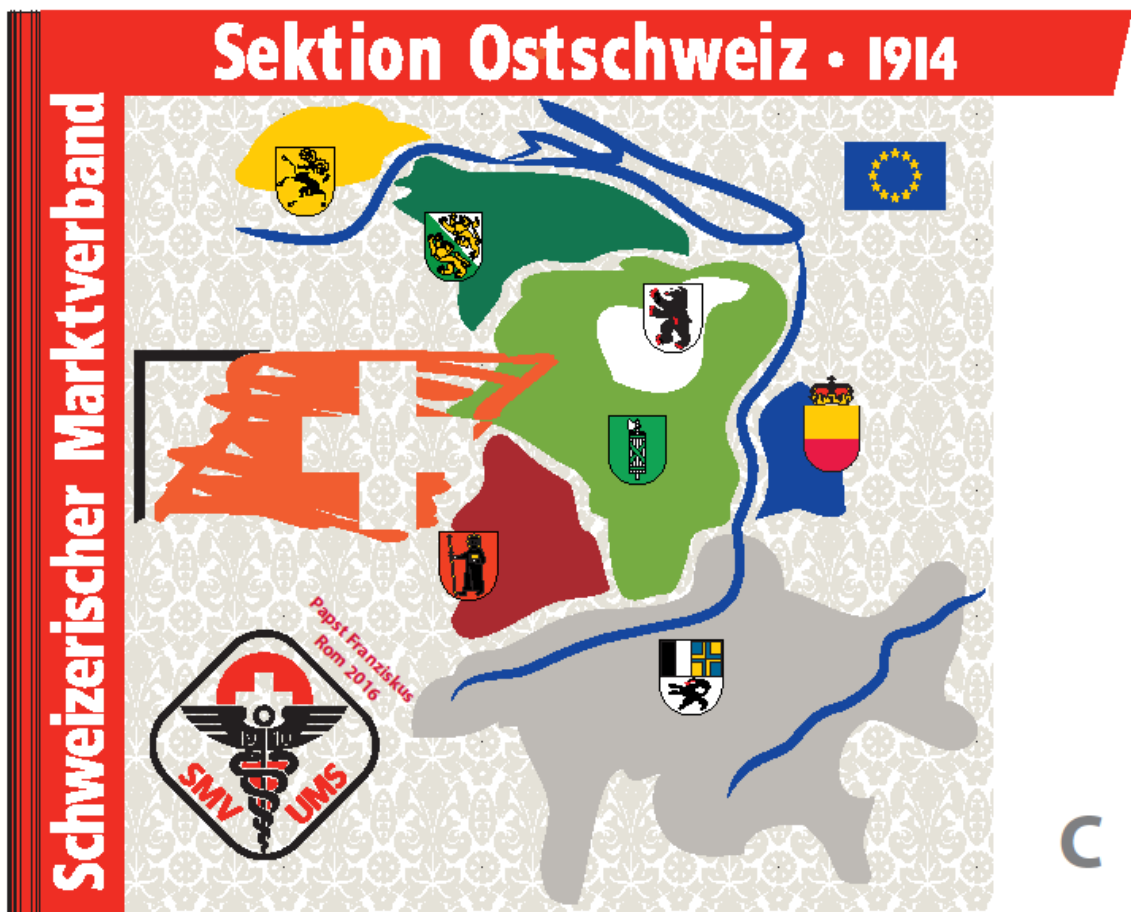 Sektion Ostschweiz • 1914
Schweizerischer Marktverband
Papst Franziskus
Rom 2016
SMV UMS
C